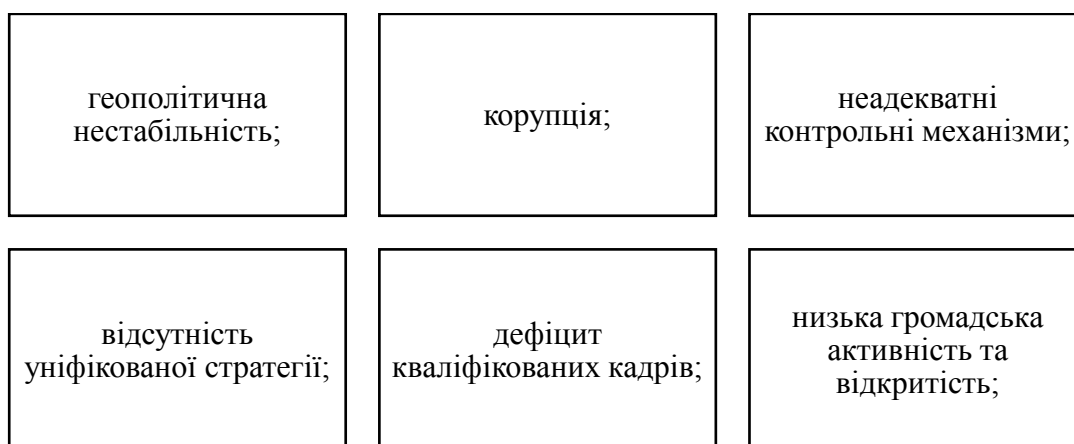 геополітична
нестабільність;
корупція;
неадекватні
контрольні механізми;
відсутність
уніфікованої стратегії;
дефіцит
кваліфікованих кадрів;
низька громадська
активність та
відкритість;